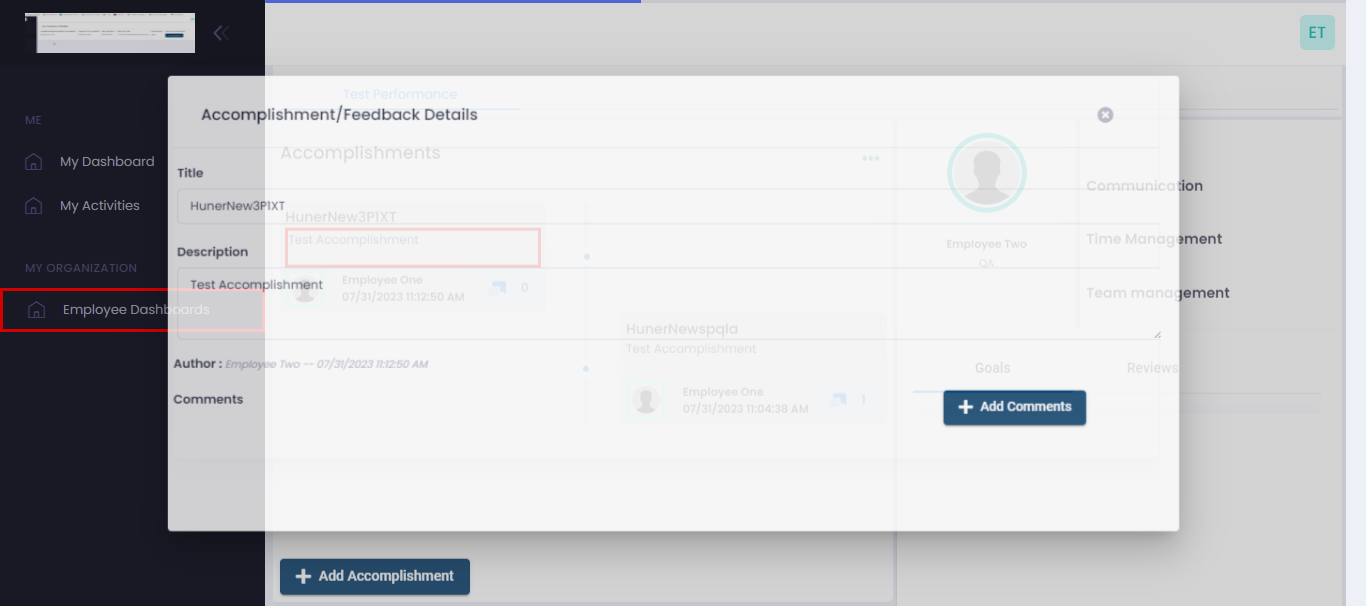 ET
ME
My Dashboard
My Activities
MY ORGANIZATION
Employee Dashboards
Test Performance
Accomplishment/Feedback Details
Accomplishments
Title
HunerNew3P1XT
HunerNew3P1XT
Test Accomplishment
Description
Test Accomplishment
Employee One
07/31/2023 11:12:50 AM
0
HunerNewspqla
Test Accomplishment
Employee One
07/31/2023 11:04:38 AM
1
Author : Employee Two -- 07/31/2023 11:12:50 AM
Comments
Add Comments
Employee Two
QA
Communication
Time Management
Team management
Goals
Reviews
Add Accomplishment